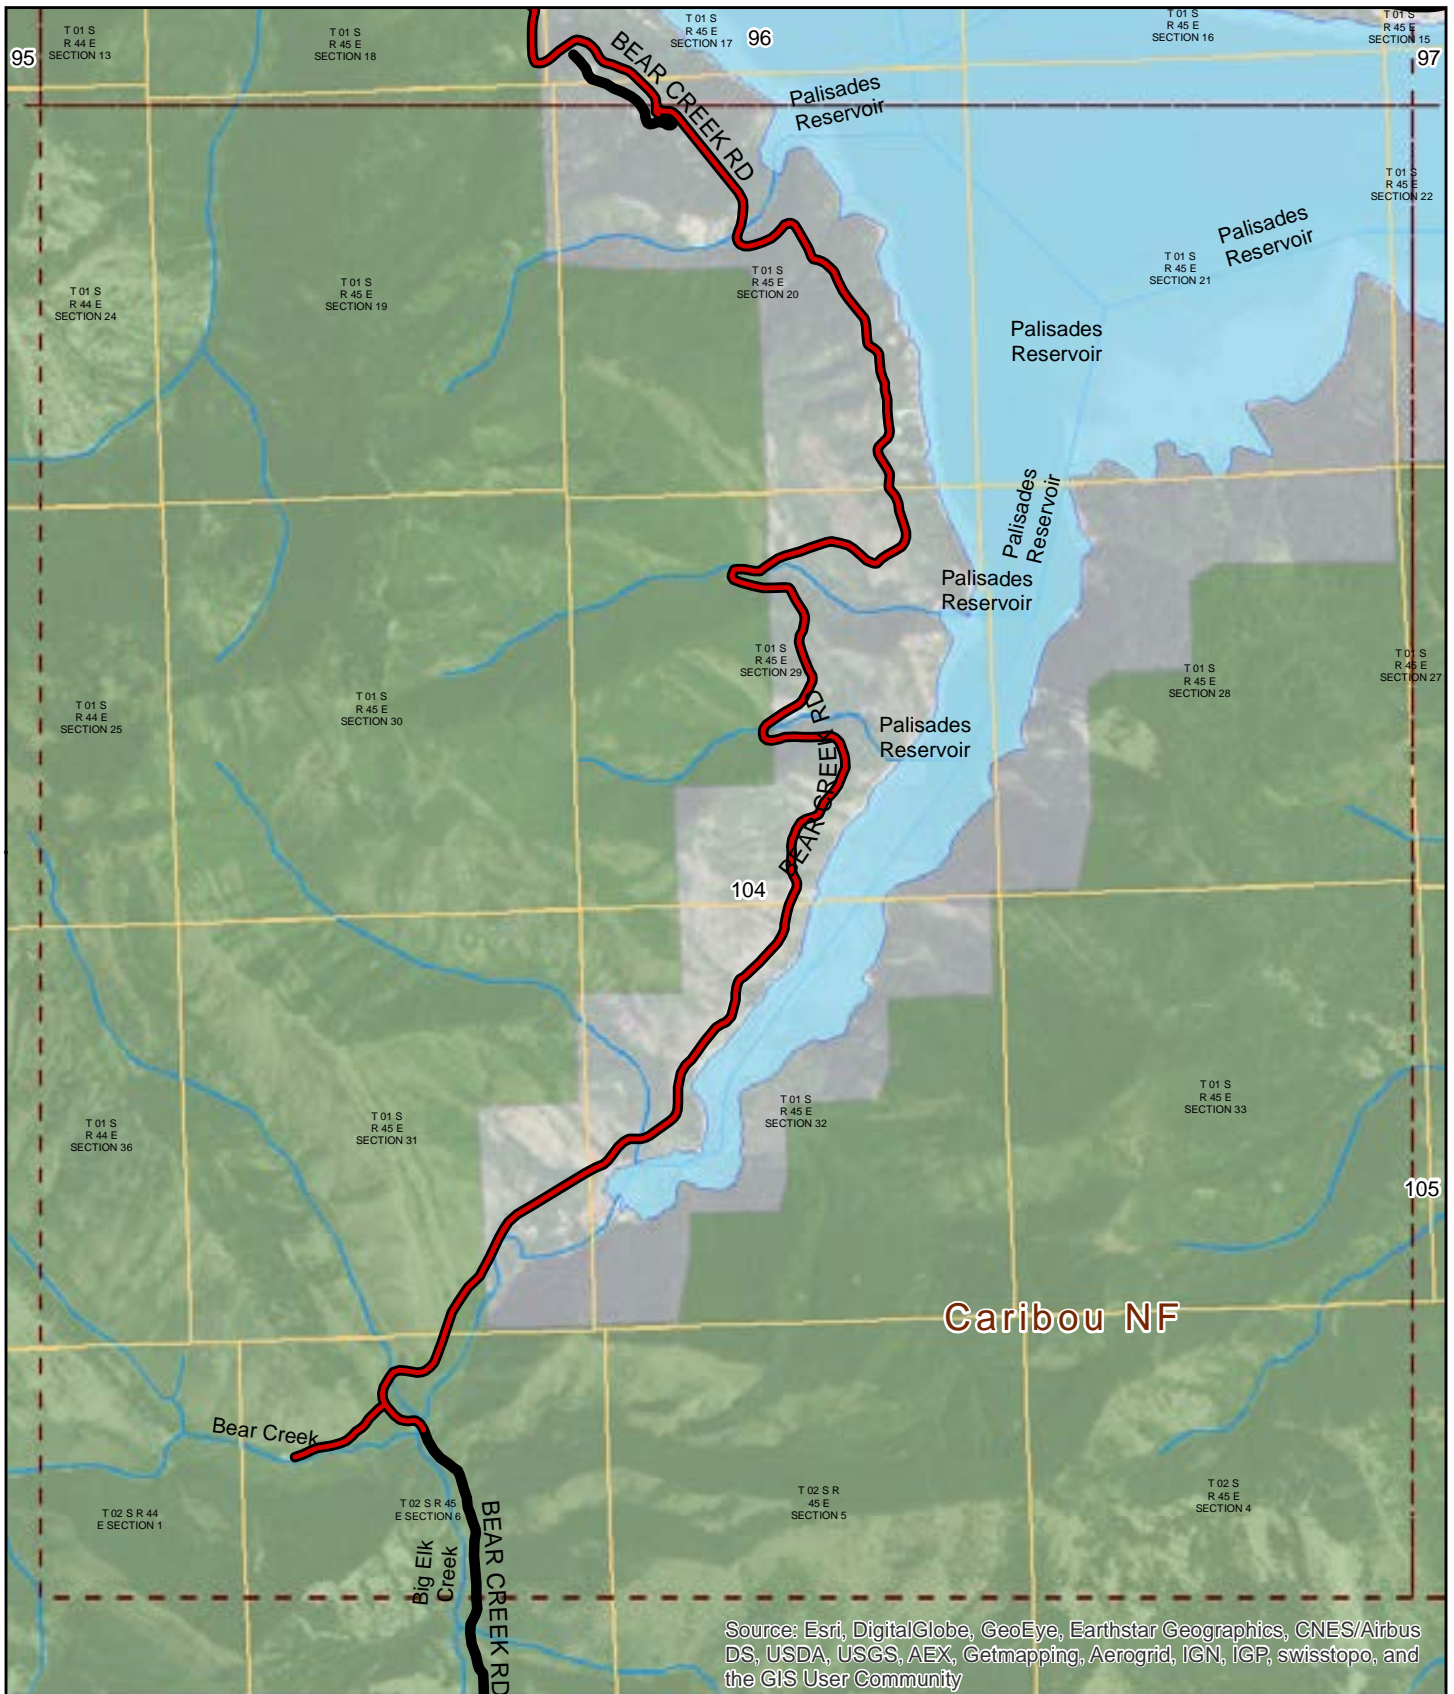 T 01 S
R 44 E
SECTION 13
T 01 S
R 45 E
SECTION 18
T 01 S
R 45 E
SECTION 17
96
T 01 S
R 45 E
SECTION 16
T 01 S
R 45 E
SECTION 15
95
97
BEAR CREEK RD
Palisades
Reservoir
T 01 S
R 45 E
SECTION 22
Palisades
Reservoir
T 01 S
R 44 E
SECTION 24
T 01 S
R 45 E
SECTION 19
T 01 S
R 45 E
SECTION 20
T 01 S
R 45 E
SECTION 21
Palisades
Reservoir
Palisades
Reservoir
Palisades
Reservoir
T 01 S
R 44 E
SECTION 25
T 01 S
R 45 E
SECTION 30
T 01 S
R 45 E
SECTION 29
T 01 S
R 45 E
SECTION 28
T 01 S
R 45 E
SECTION 27
BEAR CREEK RD
Palisades
Reservoir
104
T 01 S
R 44 E
SECTION 36
T 01 S
R 45 E
SECTION 31
T 01 S
R 45 E
SECTION 32
T 01 S
R 45 E
SECTION 33
105
Caribou NF
Bear Creek
T 02 S R 44
E SECTION 1
T 02 S R 45
E SECTION 6
T 02 S R
45 E
SECTION 5
T 02 S
R 45 E
SECTION 4
Big Elk
Creek
BEAR CREEK RD
Source: Esri, DigitalGlobe, GeoEye, Earthstar Geographics, CNES/Airbus
DS, USDA, USGS, AEX, Getmapping, Aerogrid, IGN, IGP, swisstopo, and
the GIS User Community